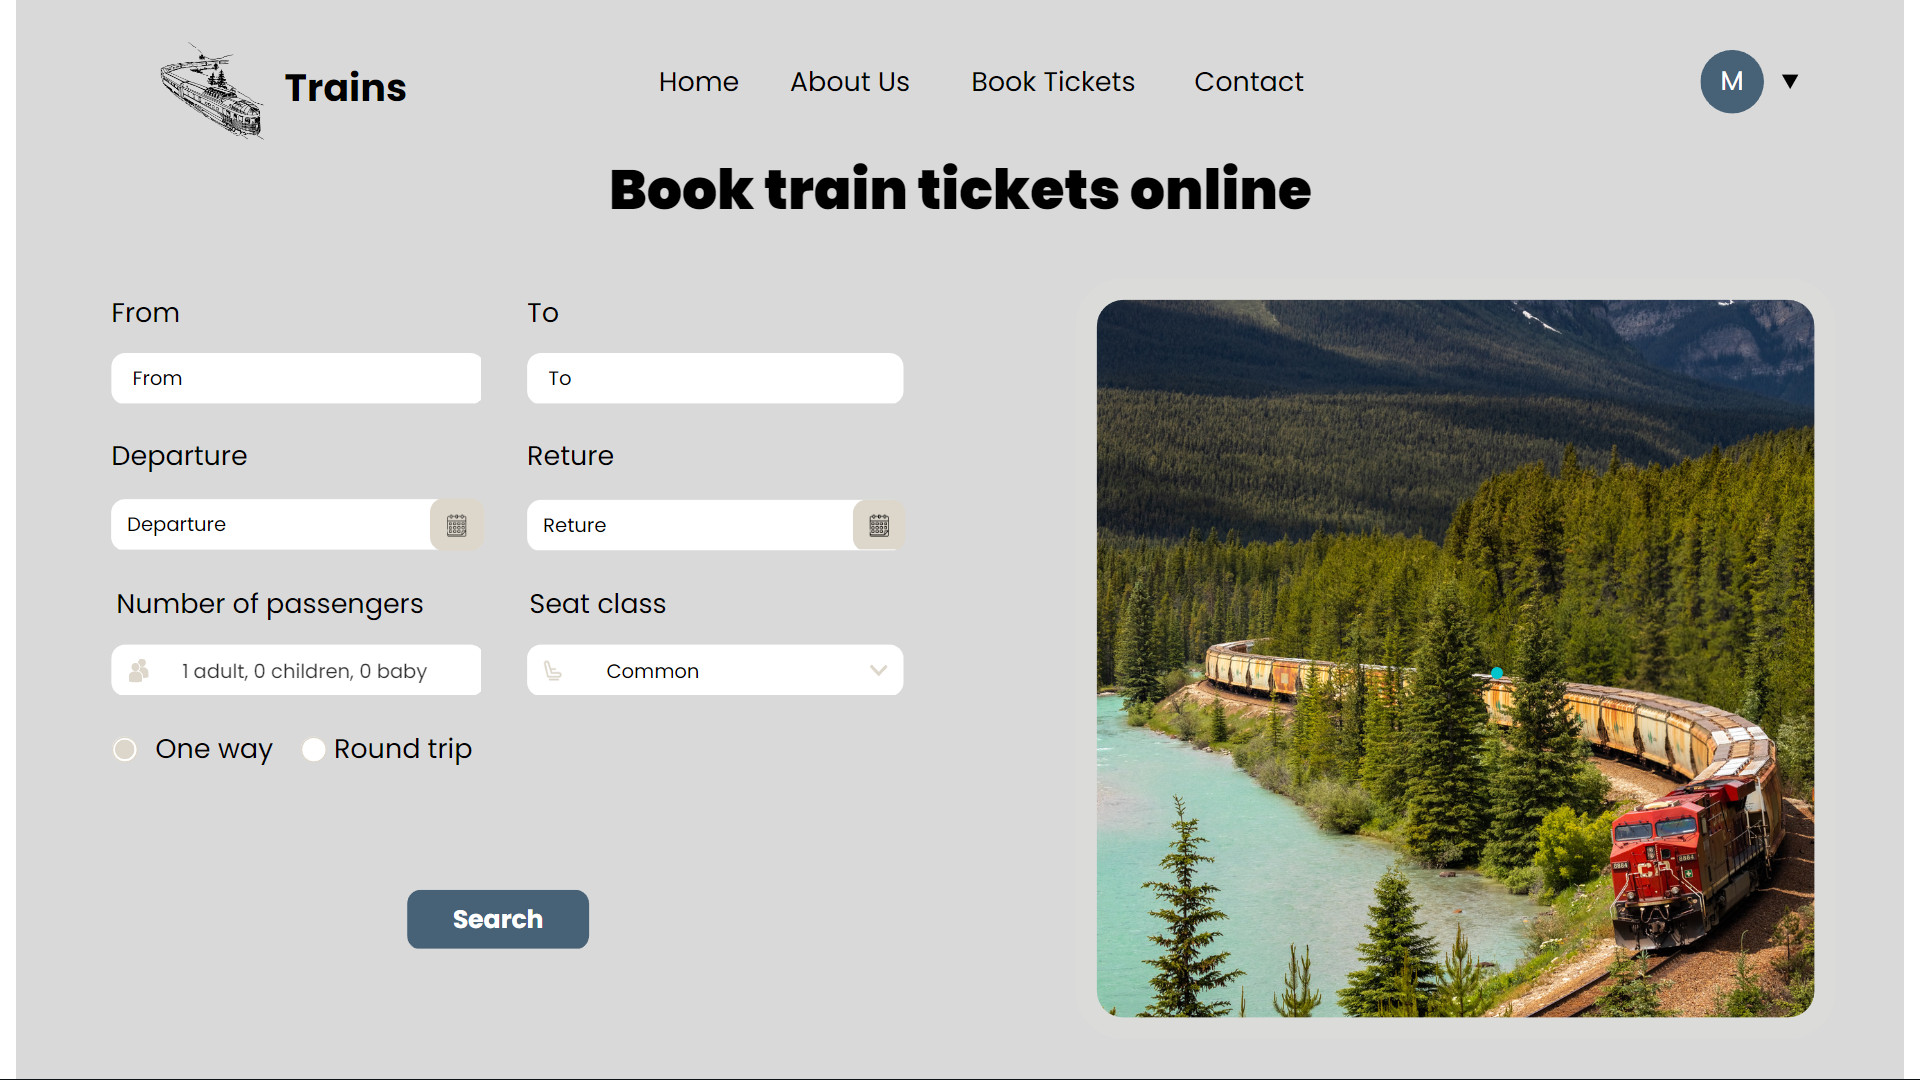 Trains
Home About Us Book Tickets Contact
M
Book train tickets online
From To
From To
Departure Reture
Departure Reture
Number of passengers Seat class
1 adult, 0 children, 0 baby Common
One way Round trip
Search